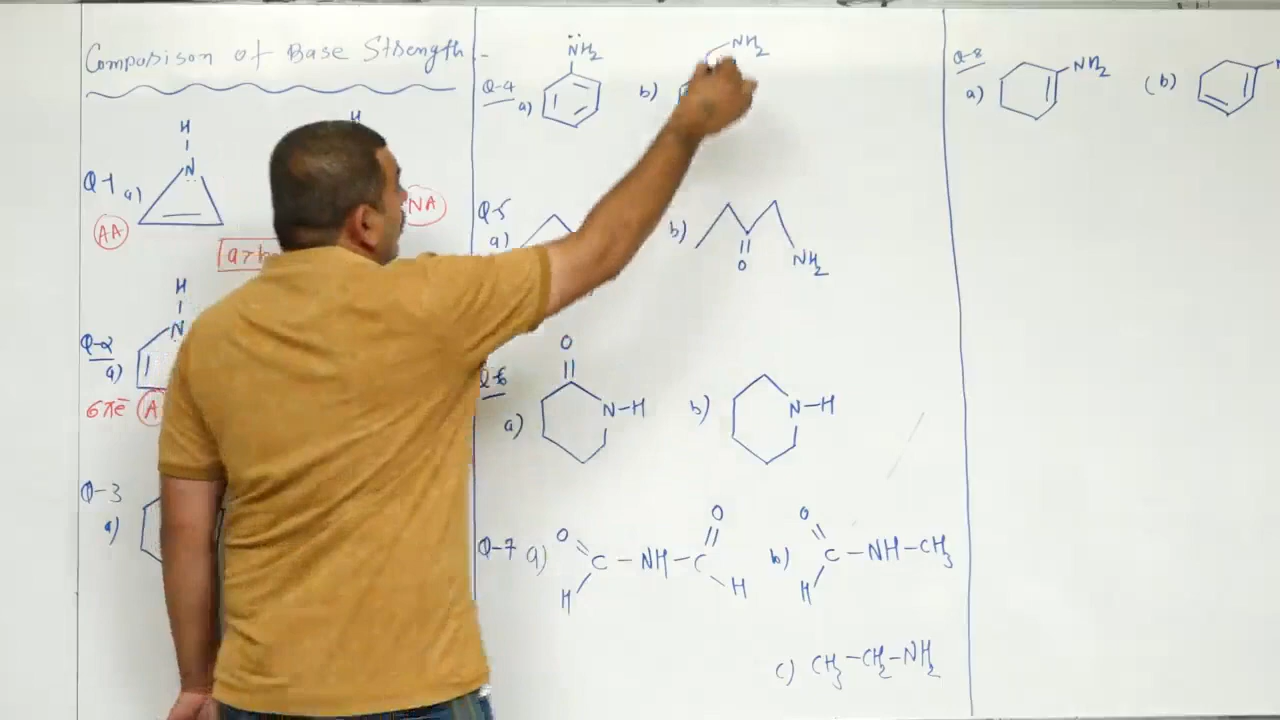 Comparison of Base Strength :-
H
N
Q-1 a)
AA
NA
H
N
Q-2
a)
6πē A
Q-3
a)
NH2
Q-4
a)
b)
NH2
Q-5
a)
b)
O
NH2
O
Q-6
a)
N-H
b)
N-H
Q-7 a)
O
C - NH - C
O
H
H
b)
O
C - NH - CH3
H
c) CH3-CH2-NH2
Q-8
a)
NH2
(b)